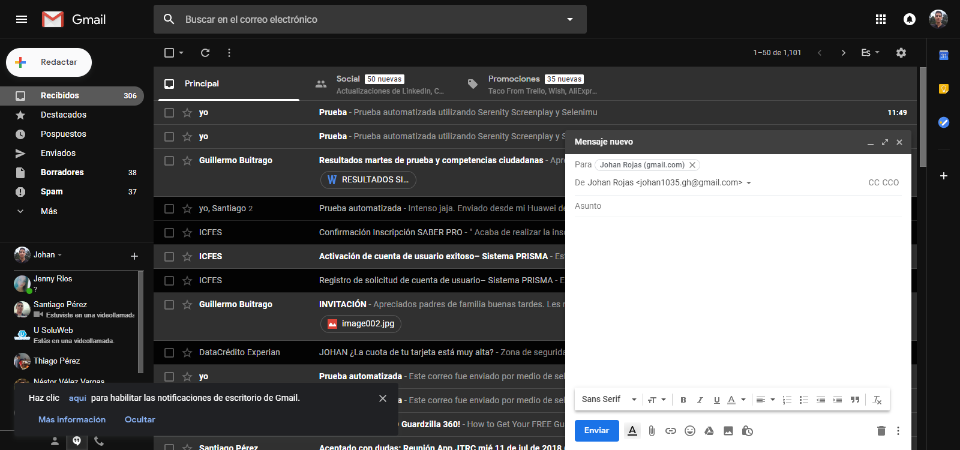 Gmail
Buscar en el correo electrónico
Redactar
1–50 de 1,101
Es
Recibidos 306
Destacados
Pospuestos
Enviados
Borradores 38
Spam 6
Más
Johan
Jenny Rios
?
Santiago Pérez
Estuviste en una videollamada
U SoluWeb
Estás en una videollamada.
Thiago Pérez
Néstor Vélez Vargas
Principal
Social 50 nuevas
Actualizaciones de LinkedIn, C...
Promociones 35 nuevas
Taco From Trello, Wish, AliExpr...
yo Prueba - Prueba automatizada utilizando Serenity Screenplay y Selenimu 11:49
yo Prueba - Prueba automatizada utilizando Serenity Screenplay y S
Guillermo Buitrago Resultados martes de prueba y competencias ciudadanas - Apre
RESULTADOS SI...
yo, Santiago 2 Prueba automatizada - Intenso jaja. Enviado desde mi Huawei de
ICFES Confirmación Inscripción SABER PRO - " Acaba de realizar la insc
ICFES Activación de cuenta de usuario exitoso– Sistema PRISMA - Es
ICFES Registro de solicitud de cuenta de usuario– Sistema PRISMA - E
Guillermo Buitrago INVITACIÓN - Apreciados padres de familia buenas tardes. Les r
image002.jpg
DataCrédito Experian JOHAN ¿La cuota de tu tarjeta está muy alta? - Zona de segurida
yo Prueba automatizada - Este correo fue enviado por medio de sel
a - Este correo fue enviado por medio de sel
Guardzilla 360! - How to Get Your FREE Gu
Santiago Pérez Aceptado con dudas: Reunión App JTRC mié 11 de jul de 2018
Mensaje nuevo
Para Johan Rojas (gmail.com)
De Johan Rojas <johan1035.gh@gmail.com> CC CCO
Asunto
Sans Serif
Enviar
Haz clic aquí para habilitar las notificaciones de escritorio de Gmail.
Más información Ocultar